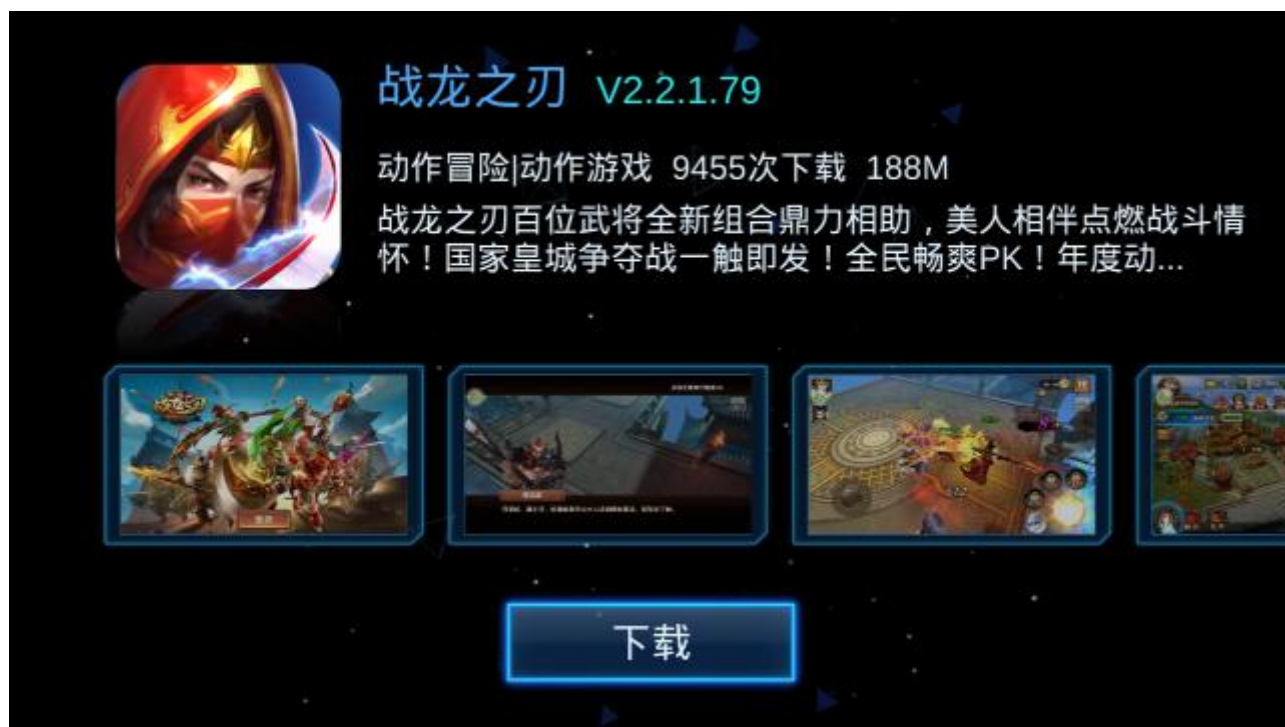 战龙之刃 V2.2.1.79
动作冒险|动作游戏 9455次下载 188M
战龙之刃百位武将全新组合鼎力相助，美人相伴点燃战斗情
怀！国家皇城争夺战一触即发！全民畅爽PK！年度动...
下载